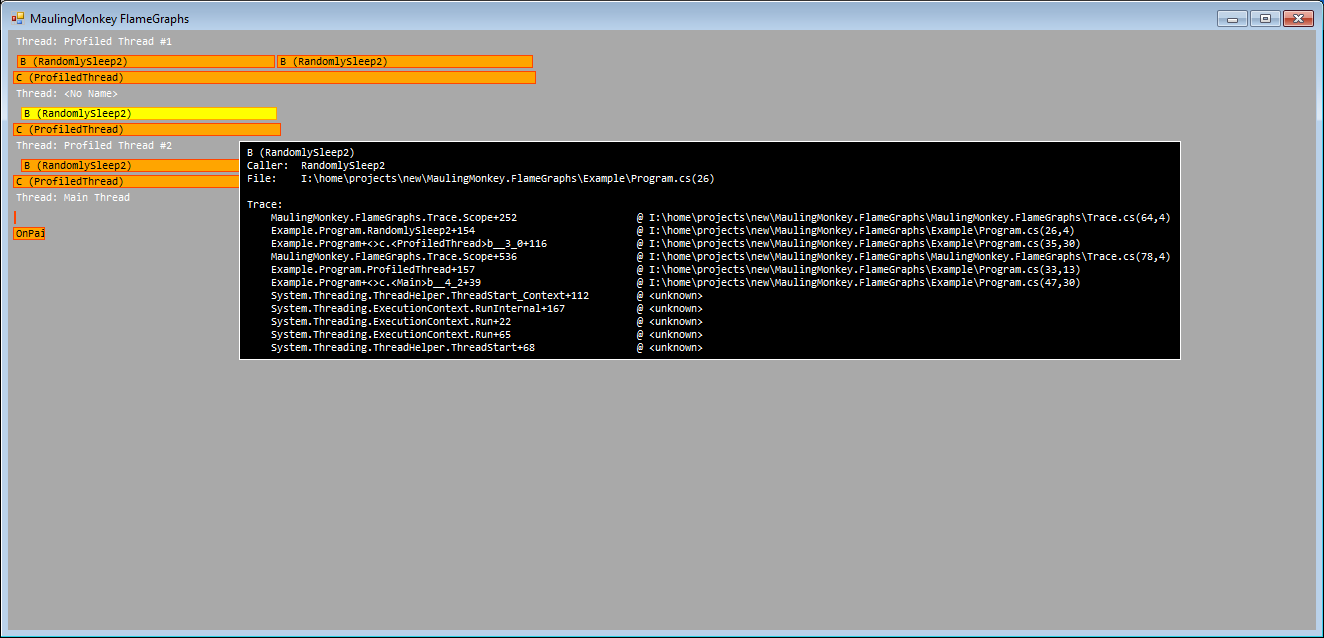 MaulingMonkey FlameGraphs
Thread: Profiled Thread #1
B (RandomlySleep2) B (RandomlySleep2)
C (ProfiledThread)
Thread: <No Name>
B (RandomlySleep2)
C (ProfiledThread)
Thread: Profiled Thread #2
B (RandomlySleep2)
C (ProfiledThread)
Thread: Main Thread
OnPai
B (RandomlySleep2)
Caller: RandomlySleep2
File: I:\home\projects\new\MaulingMonkey.FlameGraphs\Example\Program.cs(26)
Trace:
MaulingMonkey.FlameGraphs.Trace.Scope+252 @ I:\home\projects\new\MaulingMonkey.FlameGraphs\MaulingMonkey.FlameGraphs\Trace.cs(64,4)
Example.Program.RandomlySleep2+154 @ I:\home\projects\new\MaulingMonkey.FlameGraphs\Example\Program.cs(26,4)
Example.Program+<>c.<ProfiledThread>b__3_0+116 @ I:\home\projects\new\MaulingMonkey.FlameGraphs\Example\Program.cs(35,30)
MaulingMonkey.FlameGraphs.Trace.Scope+536 @ I:\home\projects\new\MaulingMonkey.FlameGraphs\MaulingMonkey.FlameGraphs\Trace.cs(78,4)
Example.Program.ProfiledThread+157 @ I:\home\projects\new\MaulingMonkey.FlameGraphs\Example\Program.cs(33,13)
Example.Program+<>c.<Main>b__4_2+39 @ I:\home\projects\new\MaulingMonkey.FlameGraphs\Example\Program.cs(47,30)
System.Threading.ThreadHelper.ThreadStart_Context+112 @ <unknown>
System.Threading.ExecutionContext.RunInternal+167 @ <unknown>
System.Threading.ExecutionContext.Run+22 @ <unknown>
System.Threading.ExecutionContext.Run+65 @ <unknown>
System.Threading.ThreadHelper.ThreadStart+68 @ <unknown>